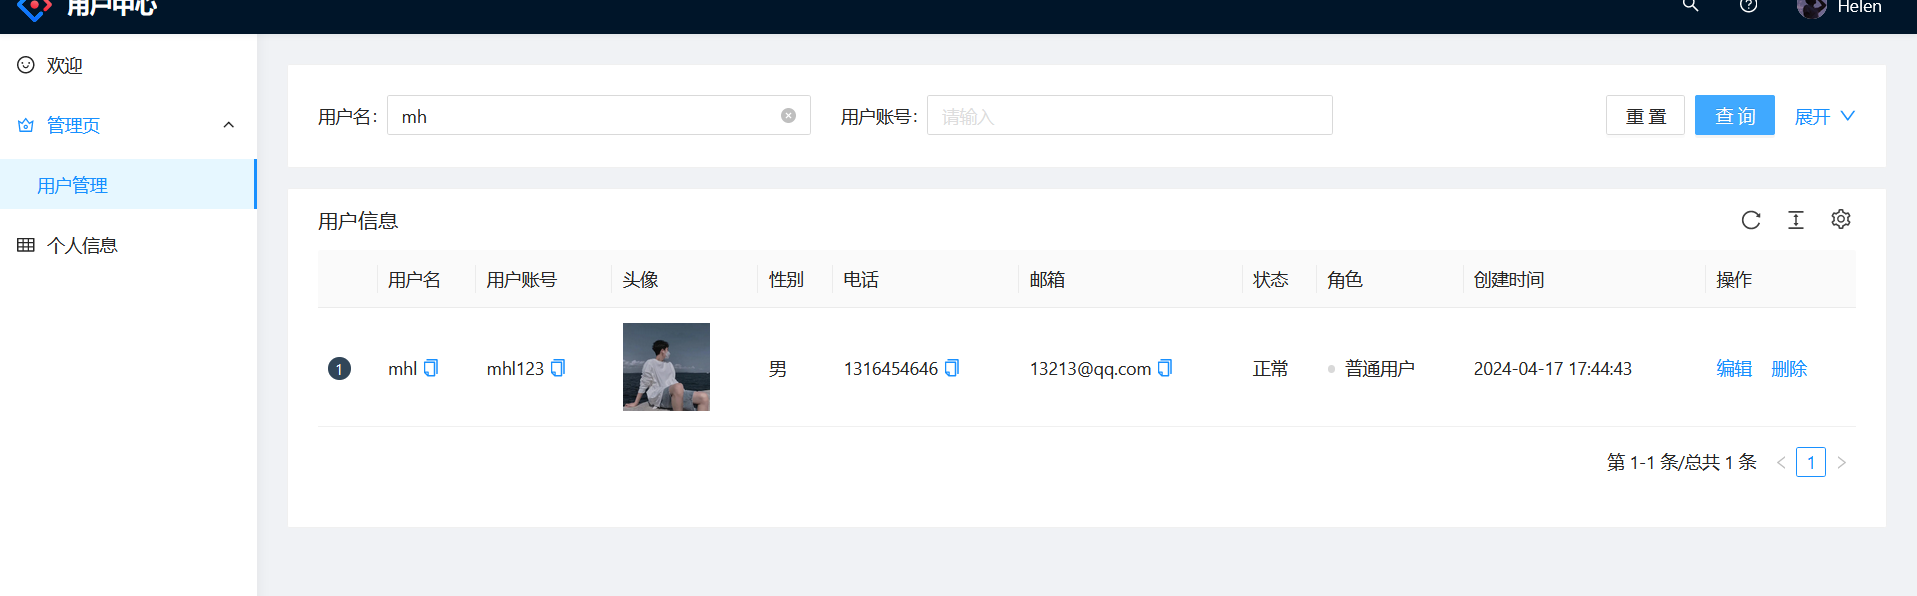 用户中心
Helen
欢迎
管理页
用户管理
个人信息
用户名: mh
用户账号: 请输入
重 置
查 询
展开
用户信息
用户名 用户账号 头像 性别 电话 邮箱 状态 角色 创建时间 操作
1 mhl mhl123 男 1316454646 13213@qq.com 正常 普通用户 2024-04-17 17:44:43 编辑 删除
第 1-1 条/总共 1 条 < 1 >